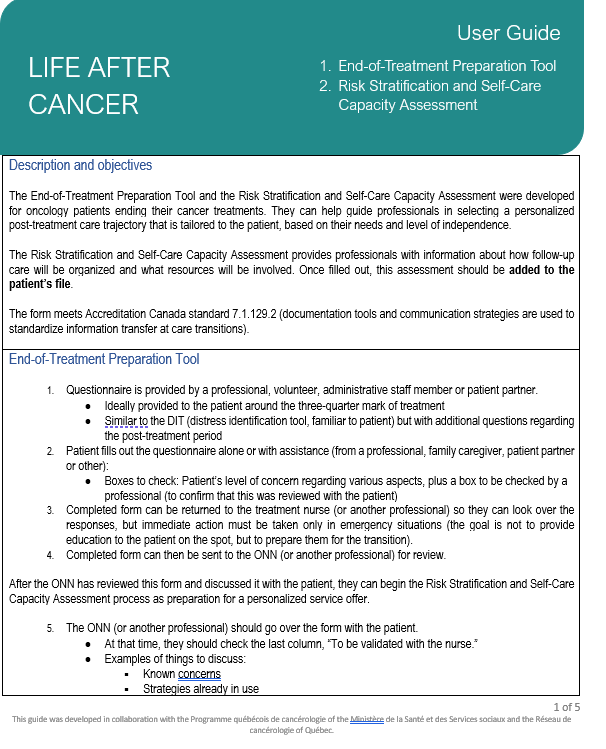 User Guide
LIFE AFTER
CANCER
1. End-of-Treatment Preparation Tool
2. Risk Stratification and Self-Care
Capacity Assessment
Description and objectives
The End-of-Treatment Preparation Tool and the Risk Stratification and Self-Care Capacity Assessment were developed
for oncology patients ending their cancer treatments. They can help guide professionals in selecting a personalized
post-treatment care trajectory that is tailored to the patient, based on their needs and level of independence.
The Risk Stratification and Self-Care Capacity Assessment provides professionals with information about how follow-up
care will be organized and what resources will be involved. Once filled out, this assessment should be added to the
patient's file.
The form meets Accreditation Canada standard 7.1.129.2 (documentation tools and communication strategies are used to
standardize information transfer at care transitions).
End-of-Treatment Preparation Tool
1. Questionnaire is provided by a professional, volunteer, administrative staff member or patient partner.
● Ideally provided to the patient around the three-quarter mark of treatment
● Similar to the DIT (distress identification tool, familiar to patient) but with additional questions regarding
the post-treatment period
2. Patient fills out the questionnaire alone or with assistance (from a professional, family caregiver, patient partner
or other):
● Boxes to check: Patient's level of concern regarding various aspects, plus a box to be checked by a
professional (to confirm that this was reviewed with the patient)
3. Completed form can be returned to the treatment nurse (or another professional) so they can look over the
responses, but immediate action must be taken only in emergency situations (the goal is not to provide
education to the patient on the spot, but to prepare them for the transition).
4. Completed form can then be sent to the ONN (or another professional) for review.
After the ONN has reviewed this form and discussed it with the patient, they can begin the Risk Stratification and Self-Care
Capacity Assessment process as preparation for a personalized service offer.
5. The ONN (or another professional) should go over the form with the patient.
● At that time, they should check the last column, "To be validated with the nurse."
● Examples of things to discuss:
▪ Known concerns
▪ Strategies already in use
1 of 5
This guide was developed in collaboration with the Programme québécois de cancérologie of the Ministère de la Santé et des Services sociaux and the Réseau de
cancérologie of Québec.